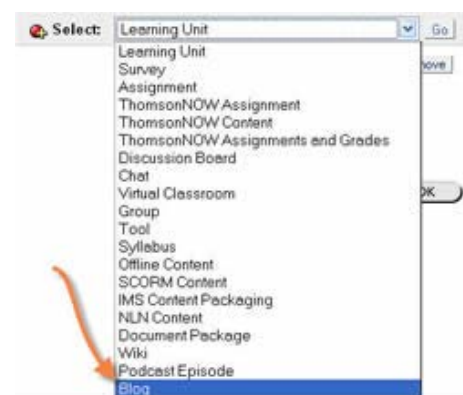 Select: Learning Unit Go
Learning Unit
Survey
Assignment
ThomsonNOW Assignment
ThomsonNOW Content
ThomsonNOW Assignments and Grades
Discussion Board
Chat
Virtual Classroom
Group
Tool
Syllabus
Offline Content
SCORM Content
IMS Content Packaging
NLN Content
Document Package
Wiki
Podcast Episode
Blog